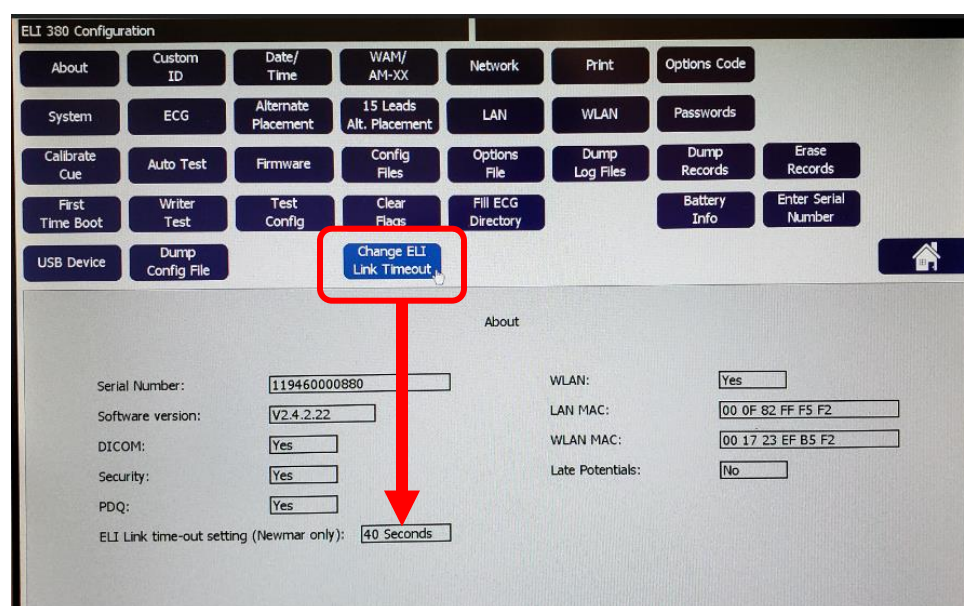 ELI 380 Configuration
About
Custom
ID
Date/
Time
WAM/
AM-XX
Network
Print
Options Code
System
ECG
Alternate
Placement
15 Leads
Alt. Placement
LAN
WLAN
Passwords
Calibrate
Cue
Auto Test
Firmware
Config
Files
Options
File
Dump
Log Files
Dump
Records
Erase
Records
First
Time Boot
Writer
Test
Test
Config
Clear
Flags
Fill ECG
Directory
Battery
Info
Enter Serial
Number
USB Device
Dump
Config File
Change ELI
Link Timeout
About
Serial Number: 119460000880
Software version: V2.4.2.22
DICOM: Yes
Security: Yes
PDQ: Yes
ELI Link time-out setting (Newmar only): 40 Seconds
WLAN: Yes
LAN MAC: 00 0F 82 FF F5 F2
WLAN MAC: 00 17 23 EF B5 F2
Late Potentials: No